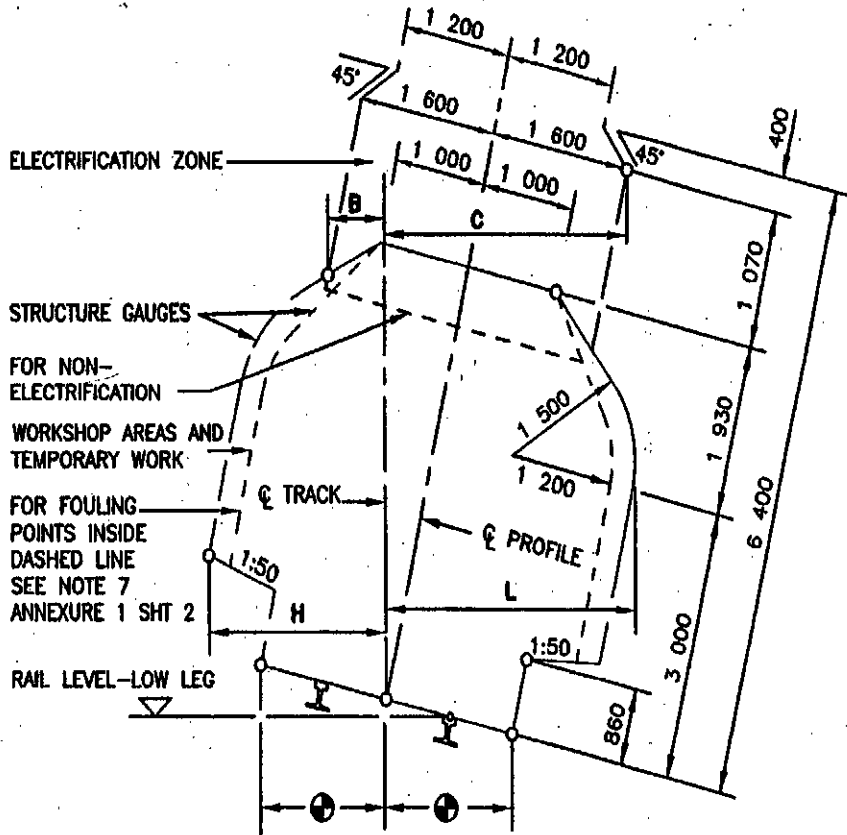 1 200
1 200
45°
1 600
1 600
400
45°
ELECTRIFICATION ZONE
1 000
1 000
B
C
1 070
STRUCTURE GAUGES
FOR NON-
ELECTRIFICATION
1 500
1 930
WORKSHOP AREAS AND
TEMPORARY WORK
1 200
6 400
℄ TRACK
FOR FOULING
POINTS INSIDE
DASHED LINE
SEE NOTE 7
ANNEXURE 1 SHT 2
℄ PROFILE
1:50
H
L
1:50
3 000
RAIL LEVEL-LOW LEG
860